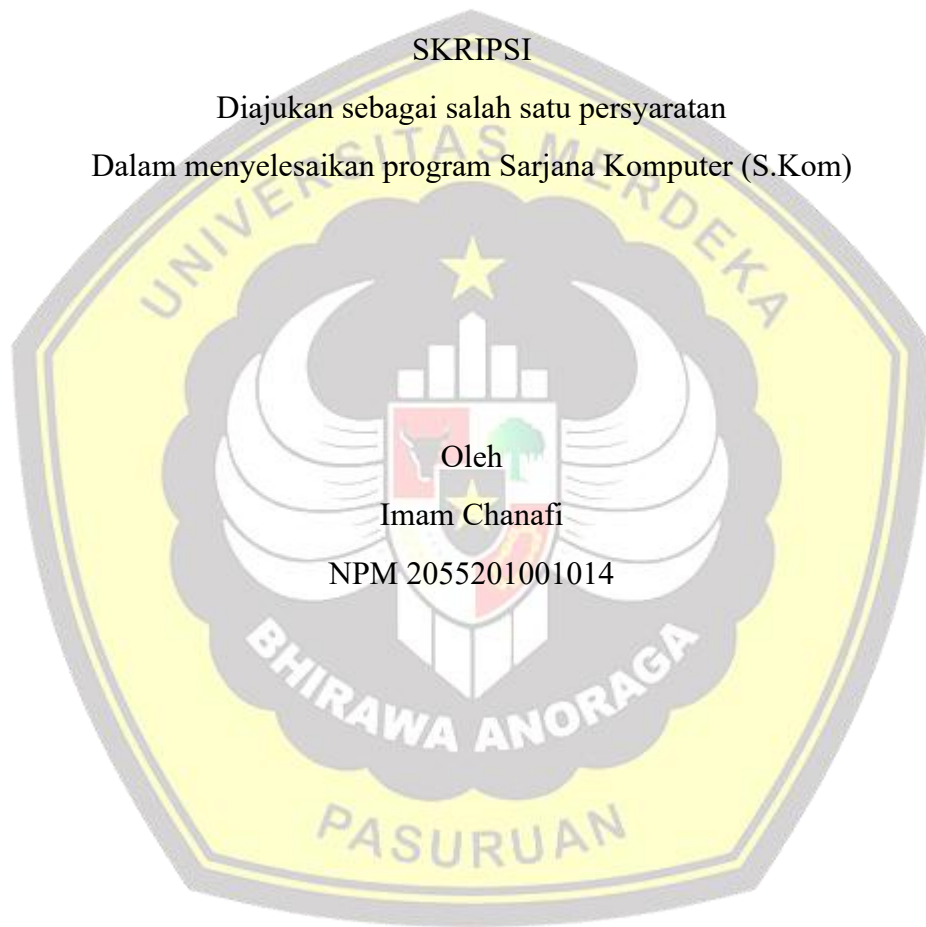 SKRIPSI
Diajukan sebagai salah satu persyaratan
Dalam menyelesaikan program Sarjana Komputer (S.Kom)
UNIVERSITAS MERDEKA
Oleh
Imam Chanafi
NPM 2055201001014
BHIRAWA ANORAGA
PASURUAN